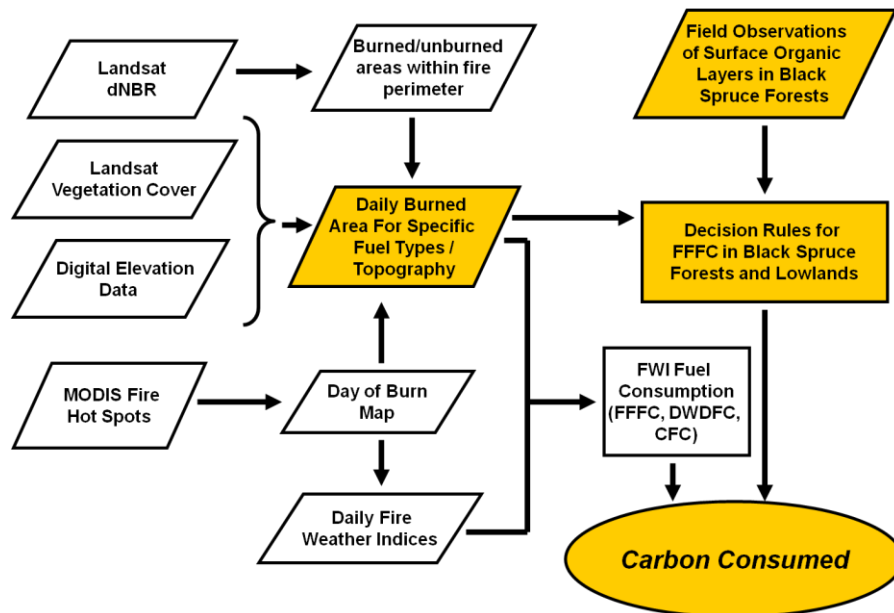 Landsat
dNBR
Burned/unburned
areas within fire
perimeter
Field Observations
of Surface Organic
Layers in Black
Spruce Forests
Landsat
Vegetation Cover
Daily Burned
Area For Specific
Fuel Types /
Topography
Decision Rules for
FFFC in Black Spruce
Forests and Lowlands
Digital Elevation
Data
MODIS Fire
Hot Spots
Day of Burn
Map
FWI Fuel
Consumption
(FFFC, DWDFC,
CFC)
Daily Fire
Weather Indices
Carbon Consumed